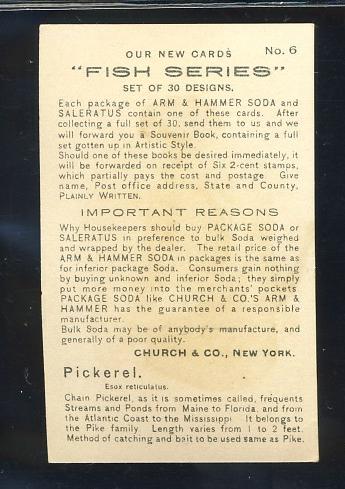 OUR NEW CARDS No. 6
"FISH SERIES"
SET OF 30 DESIGNS.
Each package of ARM & HAMMER SODA and
SALERATUS contain one of these cards. After
collecting a full set of 30, send them to us and we
will forward you a Souvenir Book, containing a full
set gotten up in Artistic Style.
Should one of these books be desired immediately, it
will be forwarded on receipt of Six 2-cent stamps,
which partially pays the cost and postage. Give
name, Post office address, State and County,
PLAINLY WRITTEN.
IMPORTANT REASONS
Why Housekeepers should buy PACKAGE SODA or
SALERATUS in preference to bulk Soda weighed
and wrapped by the dealer. The retail price of the
ARM & HAMMER SODA in packages is the same as
for inferior package Soda. Consumers gain nothing
by buying unknown and inferior Soda; they simply
put more money into the merchants' pockets
PACKAGE SODA like CHURCH & CO.'S ARM &
HAMMER has the guarantee of a responsible
manufacturer.
Bulk Soda may be of anybody's manufacture, and
generally of a poor quality.
CHURCH & CO., NEW YORK.
Pickerel.
Esox reticulatus.
Chain Pickerel, as it is sometimes called, frequents
Streams and Ponds from Maine to Florida, and from
the Atlantic Coast to the Mississippi. It belongs to
the Pike family. Length varies from 1 to 2 feet.
Method of catching and bait to be used same as Pike.